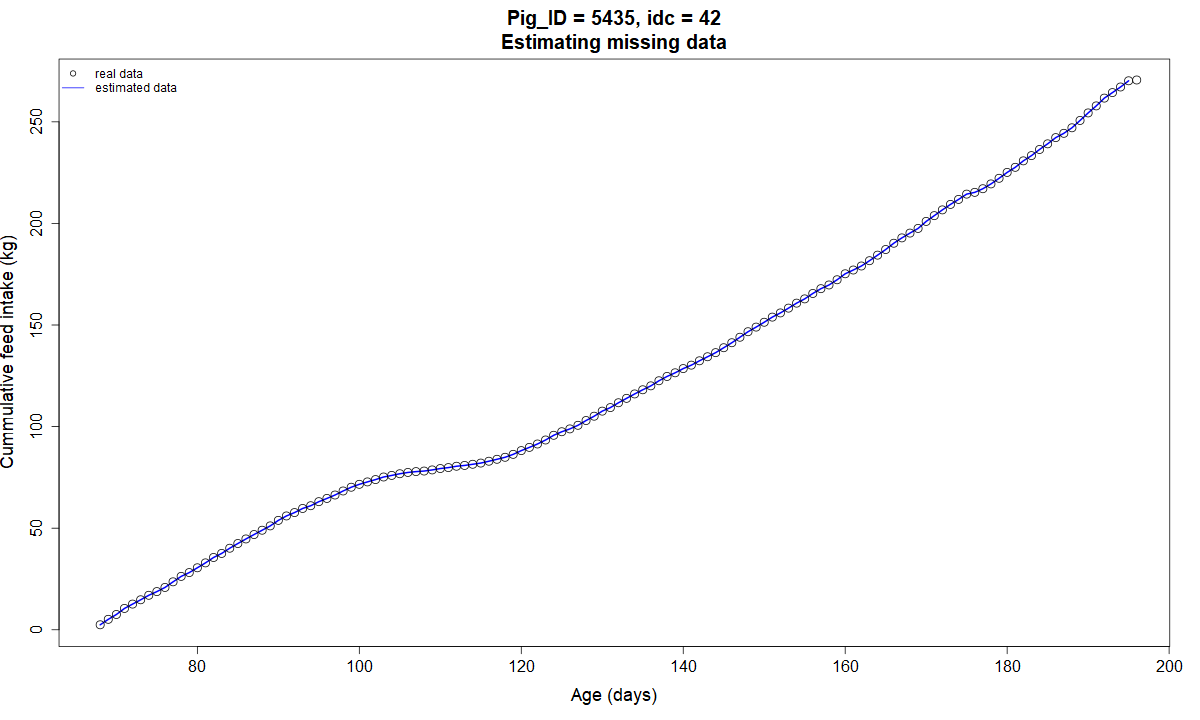 Pig_ID = 5435, idc = 42
Estimating missing data
real data
estimated data
Cummulative feed intake (kg)
250
200
150
100
50
0
80
100
120
140
160
180
200
Age (days)